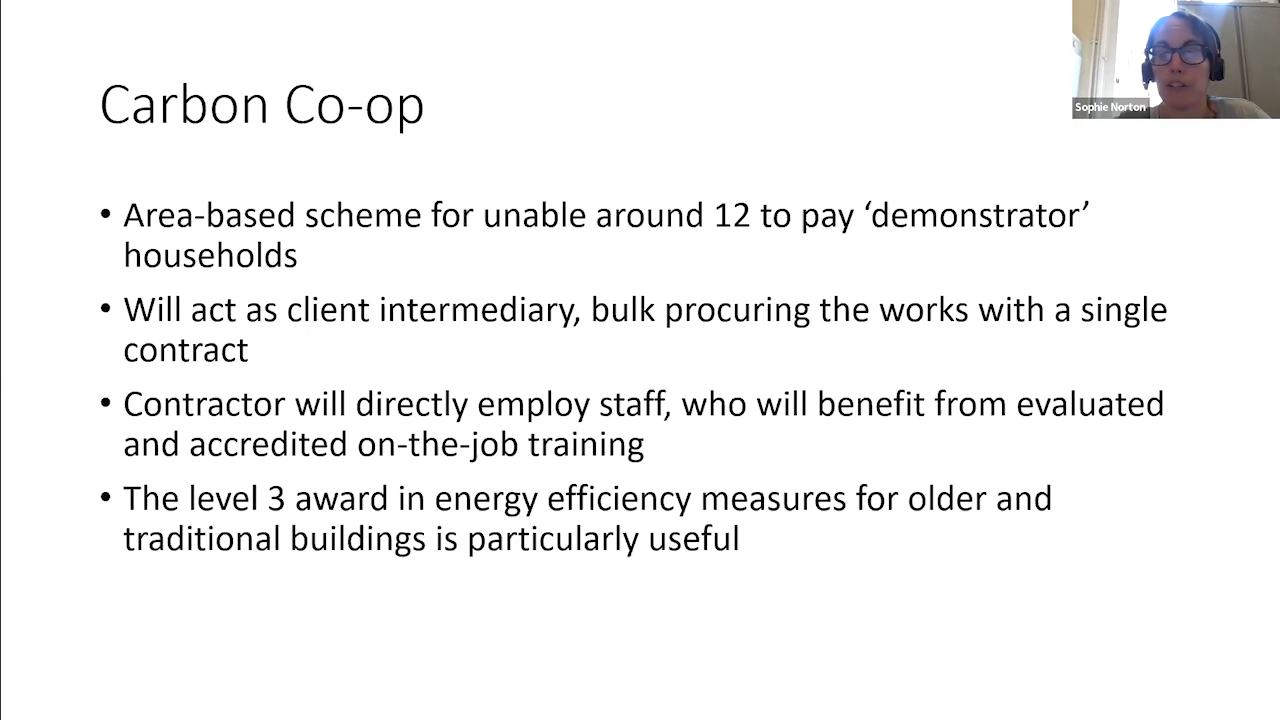 Carbon Co-op
Sophie Norton
• Area-based scheme for unable around 12 to pay ‘demonstrator’
households
• Will act as client intermediary, bulk procuring the works with a single
contract
• Contractor will directly employ staff, who will benefit from evaluated
and accredited on-the-job training
• The level 3 award in energy efficiency measures for older and
traditional buildings is particularly useful